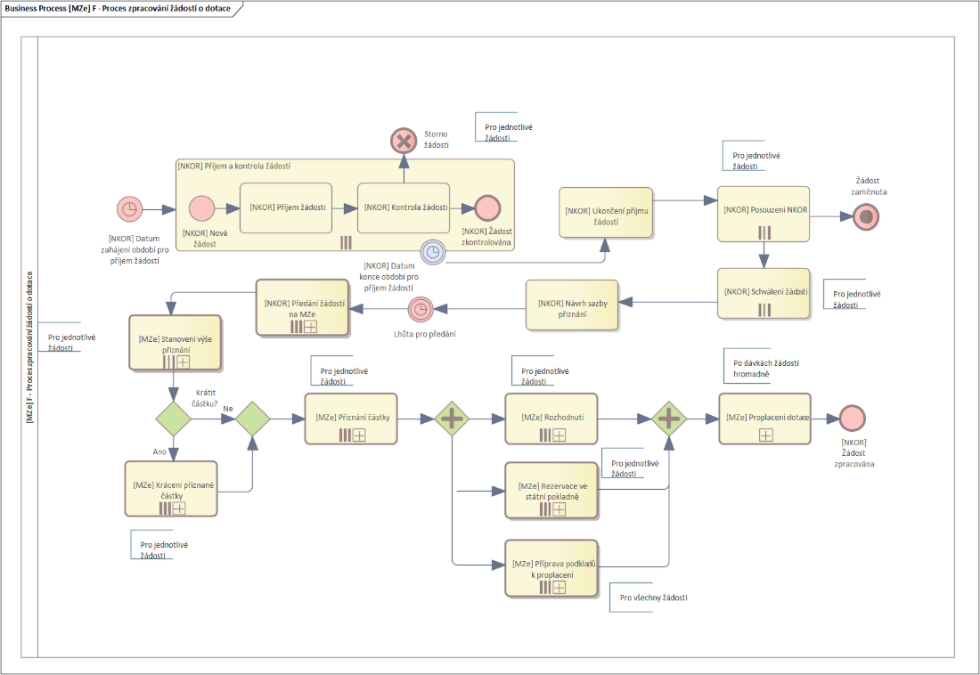 Business Process [MZe] F - Proces zpracování žádostí o dotace
[MZe] F - Proces zpracování žádostí o dotace
Pro jednotlivé
žádosti
Storno
žádosti
[NKOR] Příjem a kontrola žádostí
[NKOR] Nová
žádost
[NKOR] Příjem žádosti
[NKOR] Kontrola žádosti
[NKOR] Žádost
zkontrolována
[NKOR] Datum
zahájení období pro
příjem žádostí
[NKOR] Datum
konce období pro
příjem žádostí
[NKOR] Ukončení příjmu
žádostí
Pro jednotlivé
žádosti
[NKOR] Posouzení NKOR
Žádost
zamítnuta
[NKOR] Schválení žádosti
Pro jednotlivé
žádosti
[NKOR] Návrh sazby
přiznání
Lhůta pro předání
[NKOR] Předání žádostí
na MZe
Pro jednotlivé
žádosti
[MZe] Stanovení výše
přiznání
Krátit
částku?
Ne
Ano
[MZe] Krácení přiznané
částky
Pro jednotlivé
žádosti
Pro jednotlivé
žádosti
[MZe] Přiznání částky
Pro jednotlivé
žádosti
[MZe] Rozhodnutí
Pro jednotlivé
žádosti
[MZe] Rezervace ve
státní pokladně
[MZe] Příprava podkladů
k proplacení
Pro všechny žádosti
Po dávkách žádostí
hromadně
[MZe] Proplacení dotace
[NKOR]
Žádost
zpracována